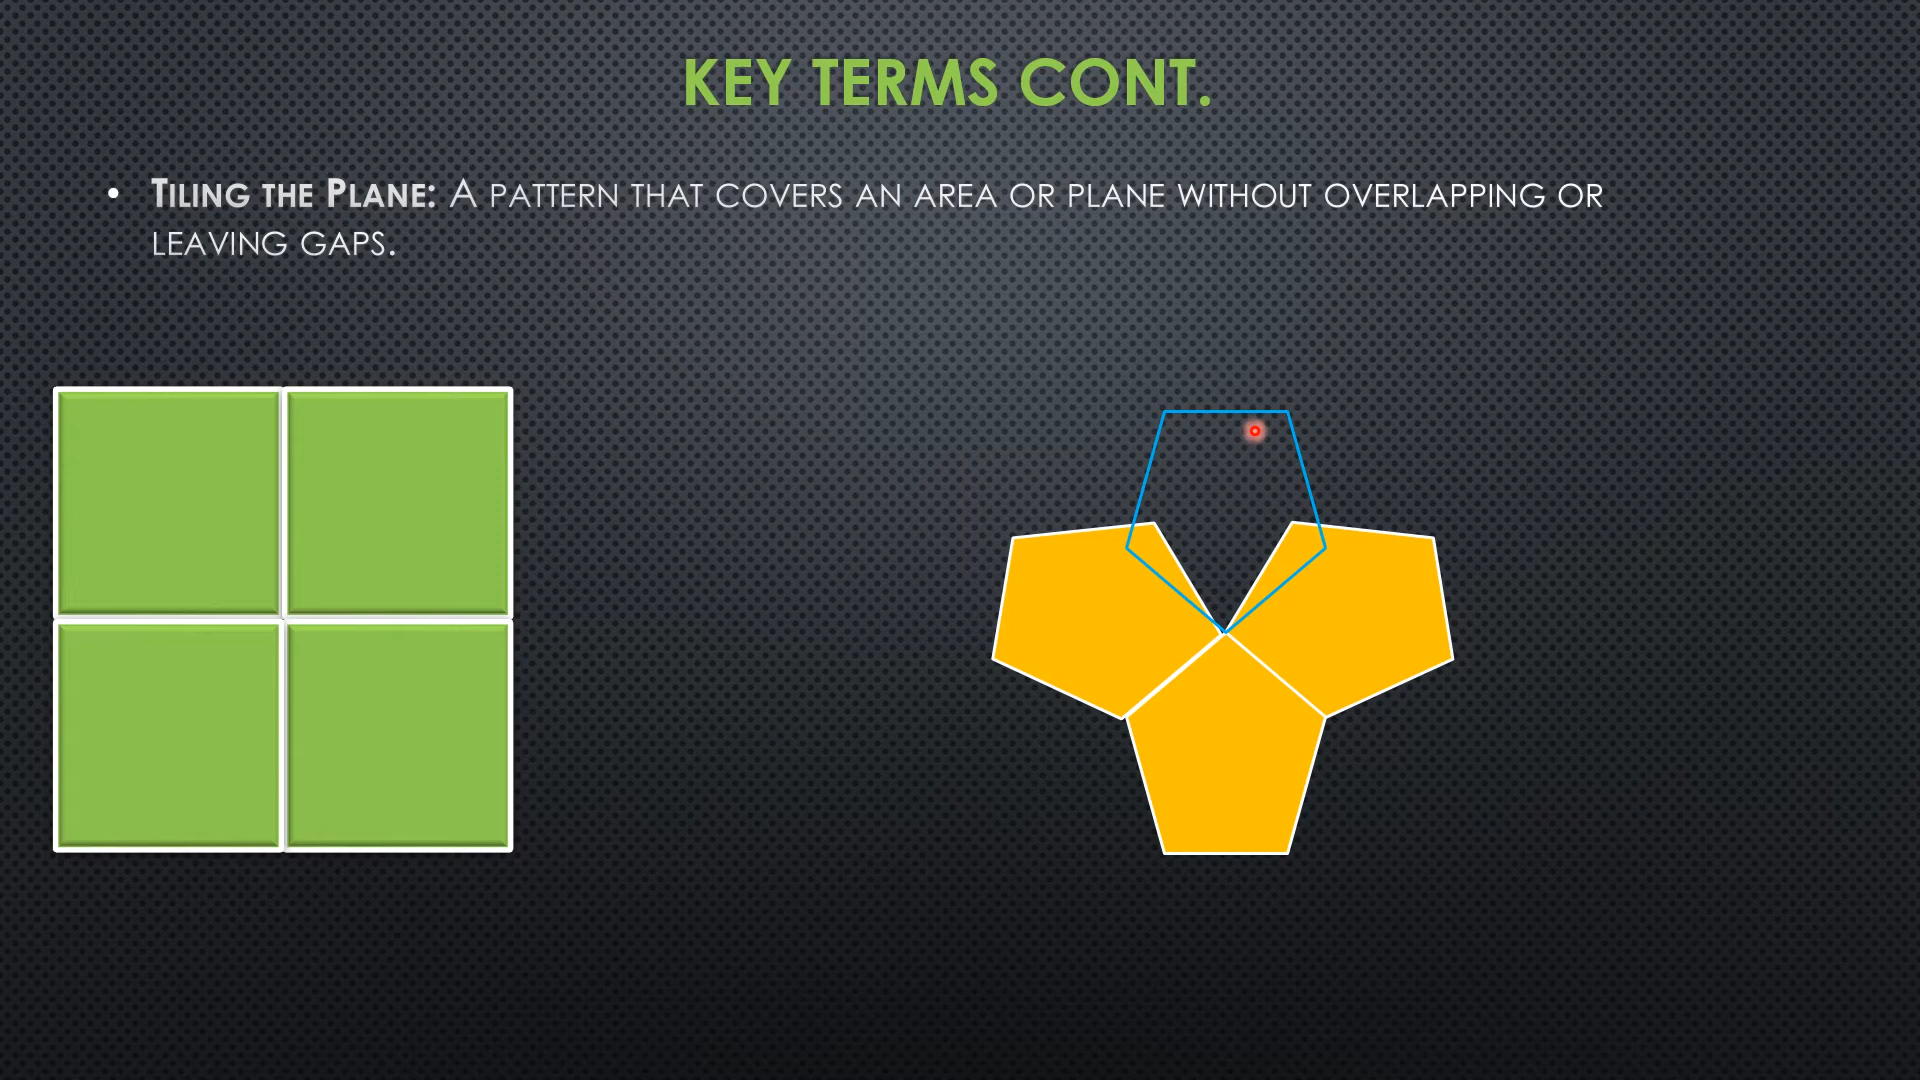 KEY TERMS CONT.
• TILING THE PLANE: A PATTERN THAT COVERS AN AREA OR PLANE WITHOUT OVERLAPPING OR
LEAVING GAPS.